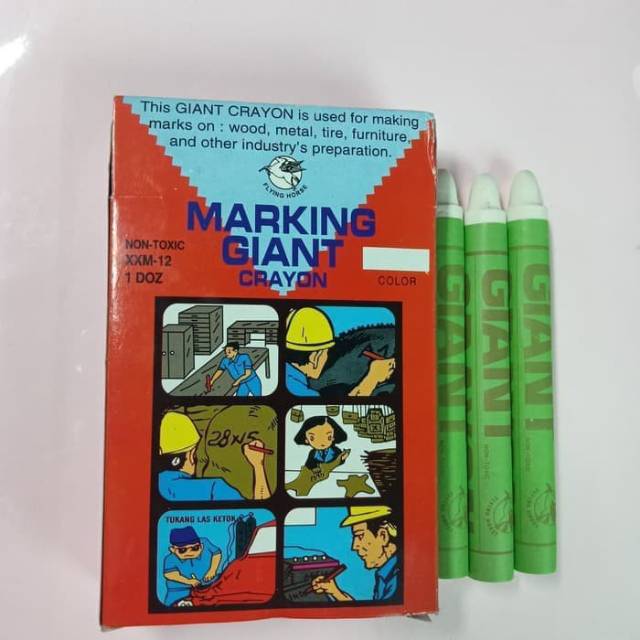 This GIANT CRAYON is used for making
marks on : wood, metal, tire, furniture,
and other industry's preparation.
FLYING HORSE
MARKING
GIANT
CRAYON
NON-TOXIC
XXM-12
1 DOZ
COLOR
28x15
TUKANG LAS KETOK
GIANT
GIANT
GIANT